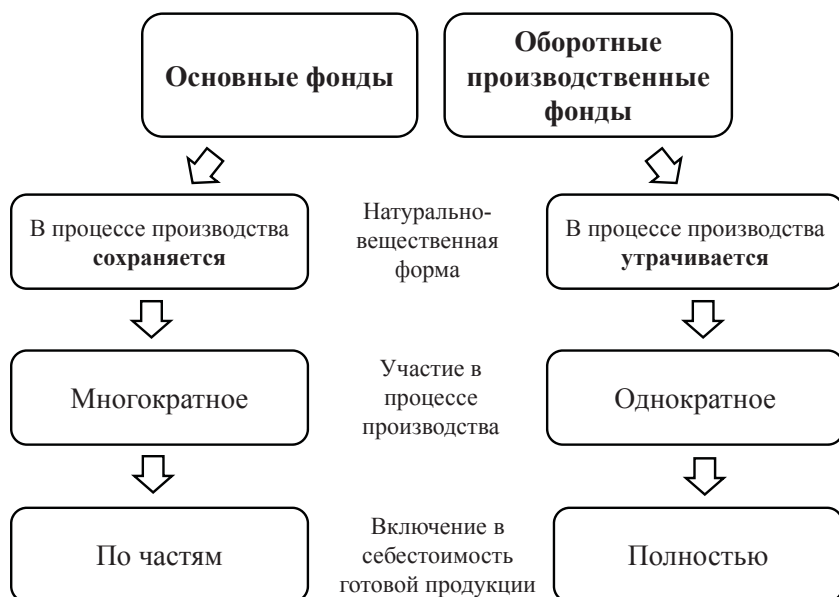 Основные фонды
Оборотные
производственные
фонды
В процессе производства
сохраняется
Натурально-
вещественная
форма
В процессе производства
утрачивается
Многократное
Участие в
процессе
производства
Однократное
По частям
Включение в
себестоимость
готовой продукции
Полностью